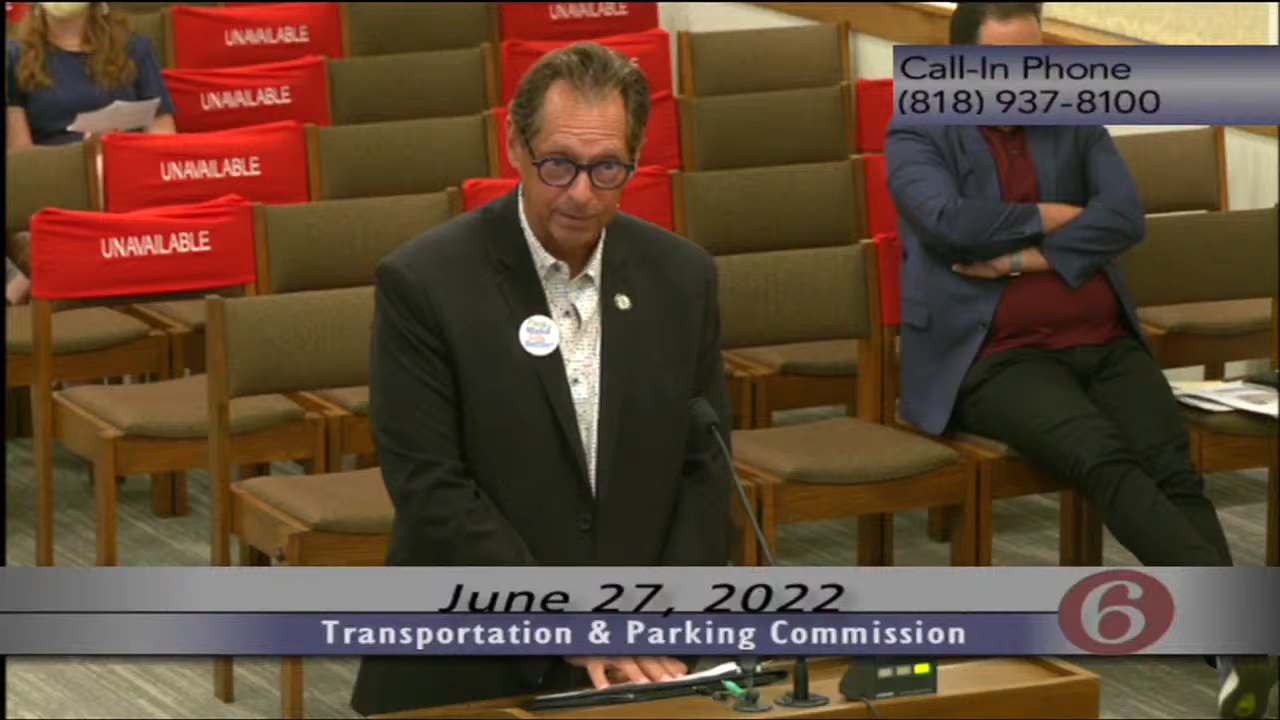 UNAVAILABLE
UNAVAILABLE
UNAVAILABLE
UNAVAILABLE
UNAVAILABLE
Call-In Phone
(818) 937-8100
June 27, 2022
Transportation & Parking Commission
6